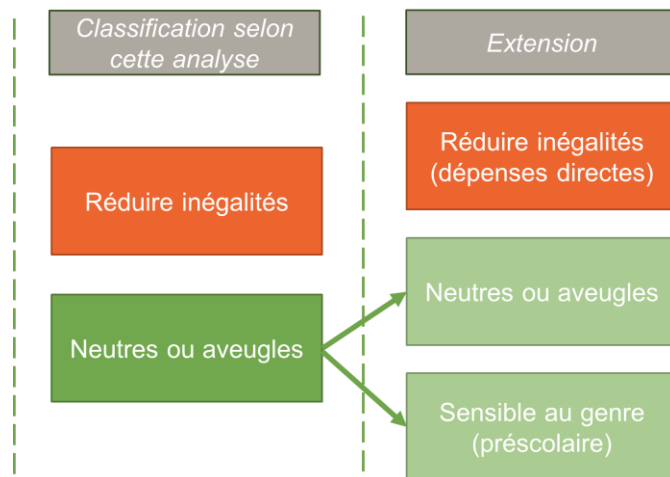 Classification selon
cette analyse
Réduire inégalités
Neutres ou aveugles
Extension
Réduire inégalités
(dépenses directes)
Neutres ou aveugles
Sensible au genre
(préscolaire)